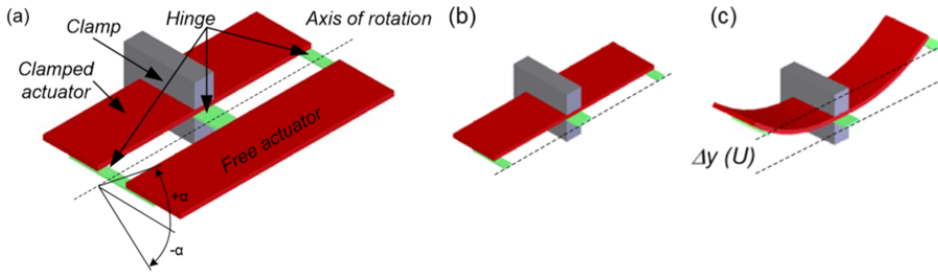 (a)
Clamp
Hinge
Axis of rotation
Clamped
actuator
Free actuator
+α
-α
(b)
(c)
Δy (U)